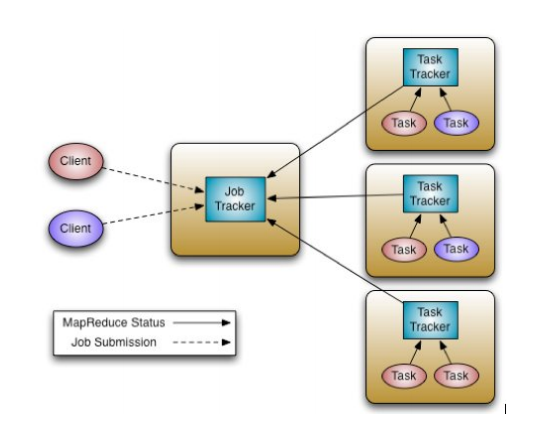 Task
Tracker
Task
Task
Client
Job
Tracker
Task
Tracker
Client
Task
Task
Task
Tracker
MapReduce Status
Job Submission
Task
Task